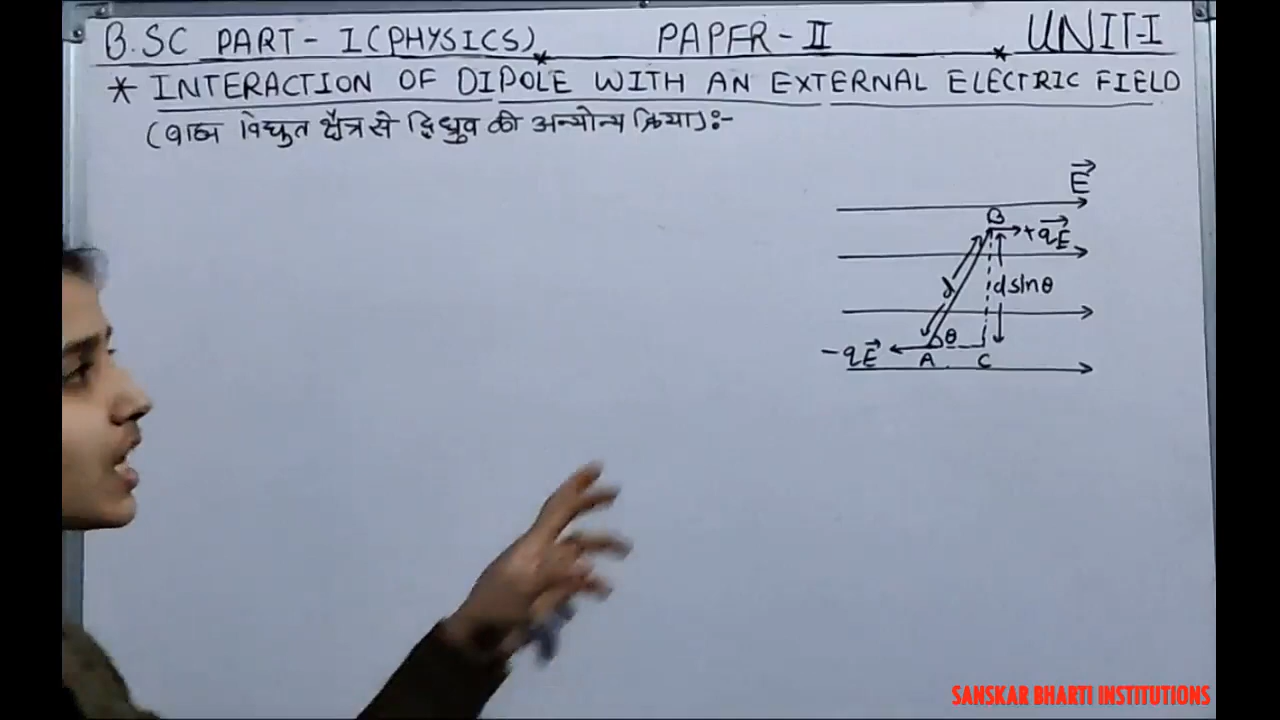 B.SC PART - I (PHYSICS) PAPER - II UNIT-I
* INTERACTION OF DIPOLE WITH AN EXTERNAL ELECTRIC FIELD
(बाह्य विद्युत क्षैत्र से द्विध्रुव की अन्योन्य क्रिया) :-
E
B
+qE
d
dsinθ
θ
-qE
A
C
SANSKAR BHARTI INSTITUTIONS